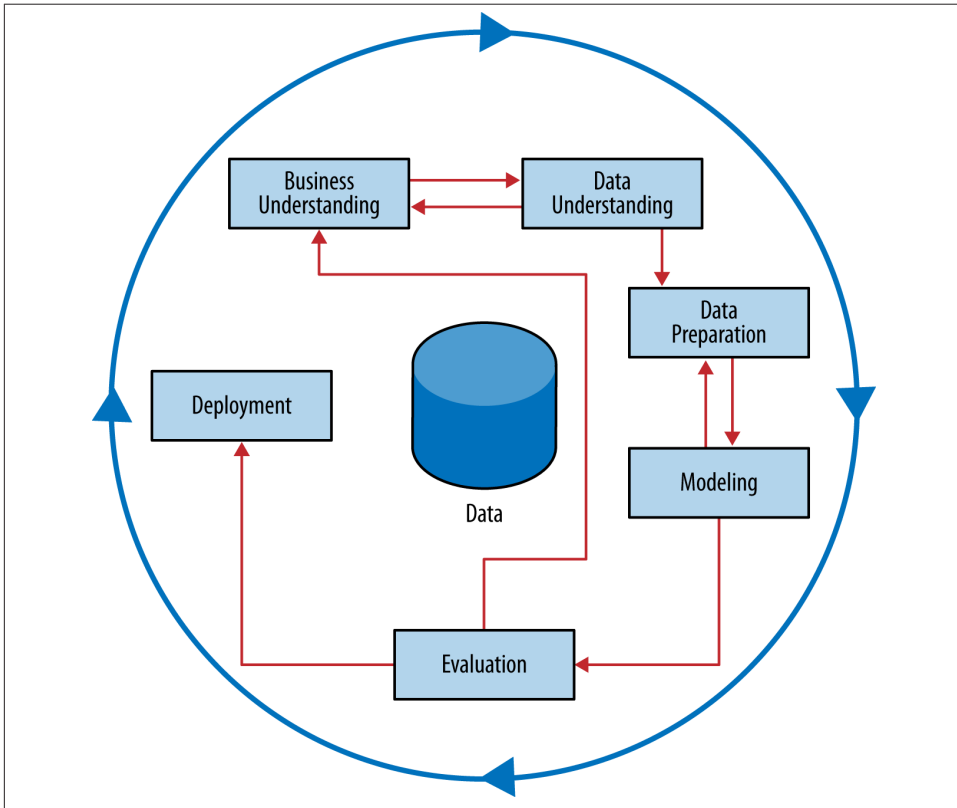 Business
Understanding
Data
Understanding
Data
Preparation
Deployment
Modeling
Data
Evaluation